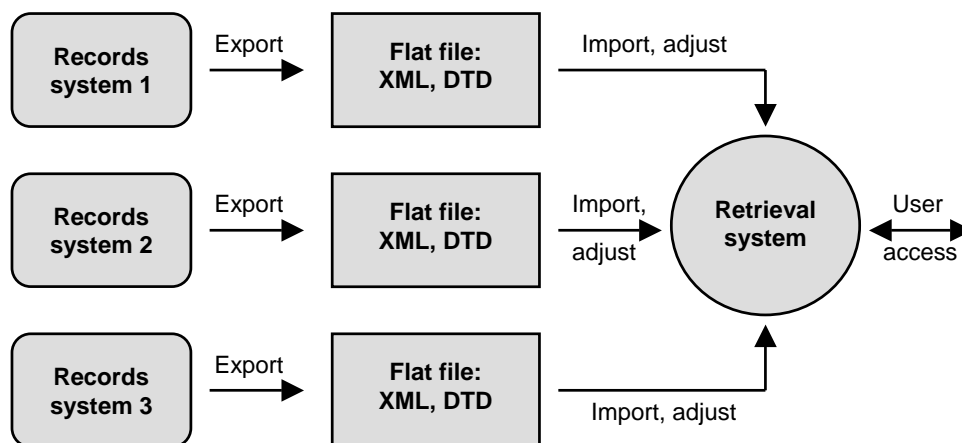 Records
system 1
Export
Flat file:
XML, DTD
Import, adjust
Records
system 2
Export
Flat file:
XML, DTD
Import,
adjust
Retrieval
system
User
access
Records
system 3
Export
Flat file:
XML, DTD
Import, adjust